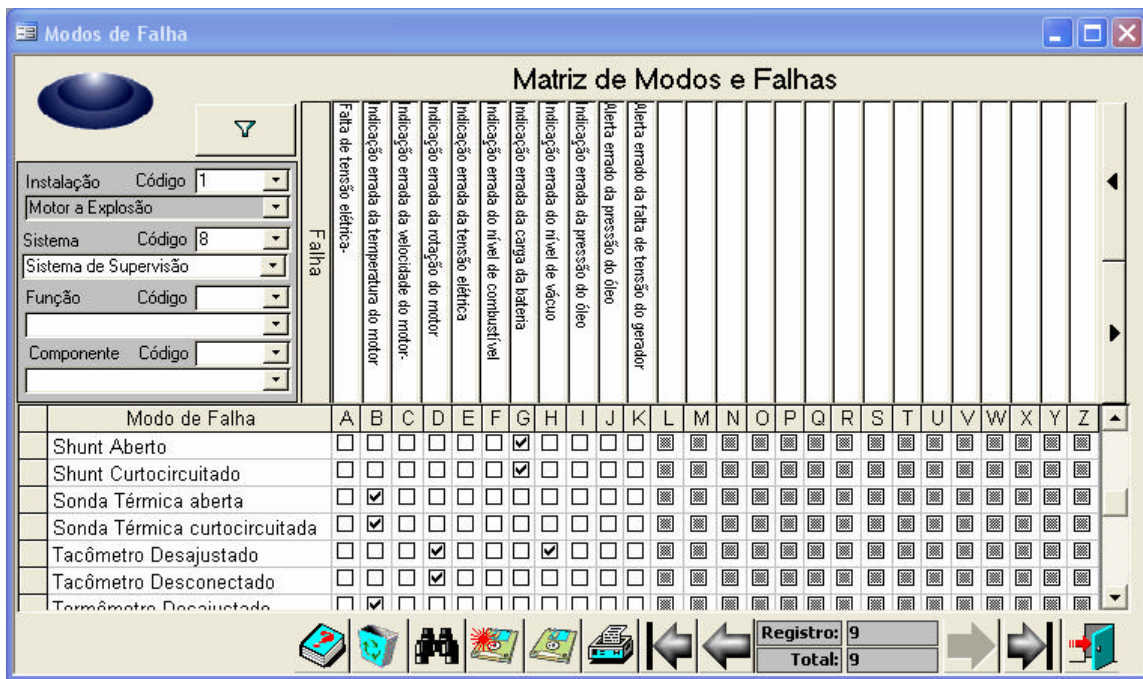 Modos de Falha
Matriz de Modos e Falhas
Instalação Código 1
Motor a Explosão
Sistema Código 8
Sistema de Supervisão
Função Código
Componente Código
Falha
Falta de tensão elétrica-
Indicação errada da temperatura do motor
Indicação errada da velocidade do motor-
Indicação errada da rotação do motor
Indicação errada da tensão elétrica
Indicação errada do nível de combustível
Indicação errada da carga da bateria
Indicação errada do nível de vácuo
Indicação errada da pressão do óleo
Alerta errado da pressão do óleo
Alerta errado da falta de tensão do gerador
Modo de Falha A B C D E F G H I J K L M N O P Q R S T U V W X Y Z
Shunt Aberto
Shunt Curtocircuitado
Sonda Térmica aberta
Sonda Térmica curtocircuitada
Tacômetro Desajustado
Tacômetro Desconectado
Termômetro Desajustado
Registro: 9
Total: 9